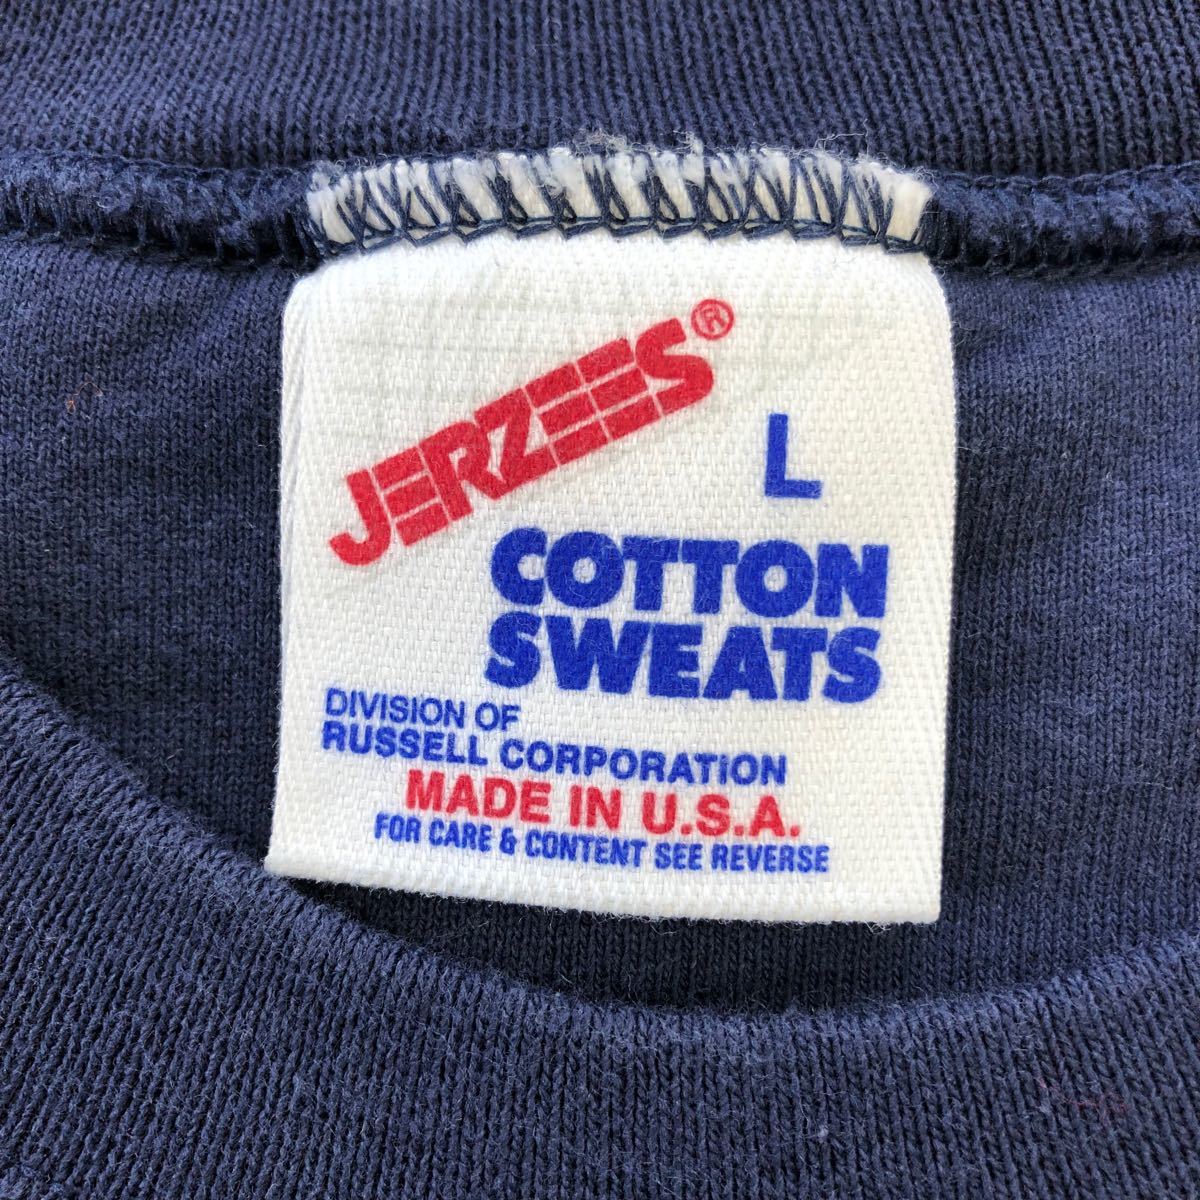 JERZEES®
L
COTTON
SWEATS
DIVISION OF
RUSSELL CORPORATION
MADE IN U.S.A.
FOR CARE & CONTENT SEE REVERSE